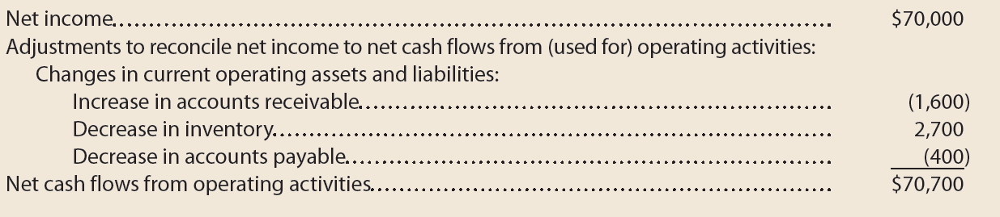 Net income........ $70,000
Adjustments to reconcile net income to net cash flows from (used for) operating activities:
Changes in current operating assets and liabilities:
Increase in accounts receivable........ (1,600)
Decrease in inventory........ 2,700
Decrease in accounts payable........ (400)
Net cash flows from operating activities........ $70,700